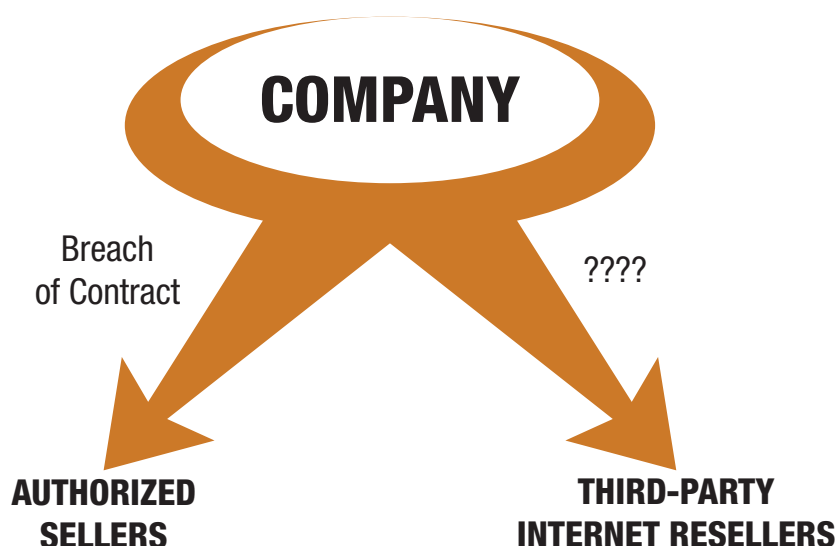 COMPANY
Breach
of Contract
????
AUTHORIZED
SELLERS
THIRD-PARTY
INTERNET RESELLERS